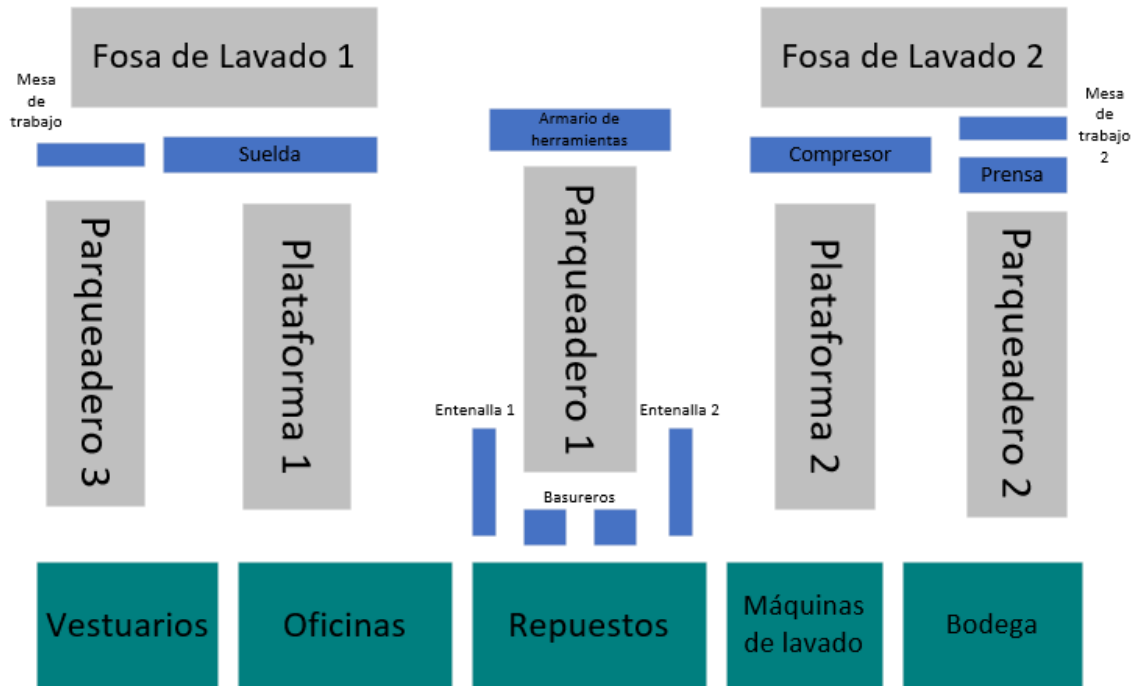 Fosa de Lavado 1
Fosa de Lavado 2
Mesa
de
trabajo
Mesa
de
trabajo
2
Armario de
herramientas
Suelda
Compresor
Prensa
Parqueadero 3
Plataforma 1
Parqueadero 1
Plataforma 2
Parqueadero 2
Entenalla 1
Entenalla 2
Basureros
Vestuarios
Oficinas
Repuestos
Máquinas
de lavado
Bodega